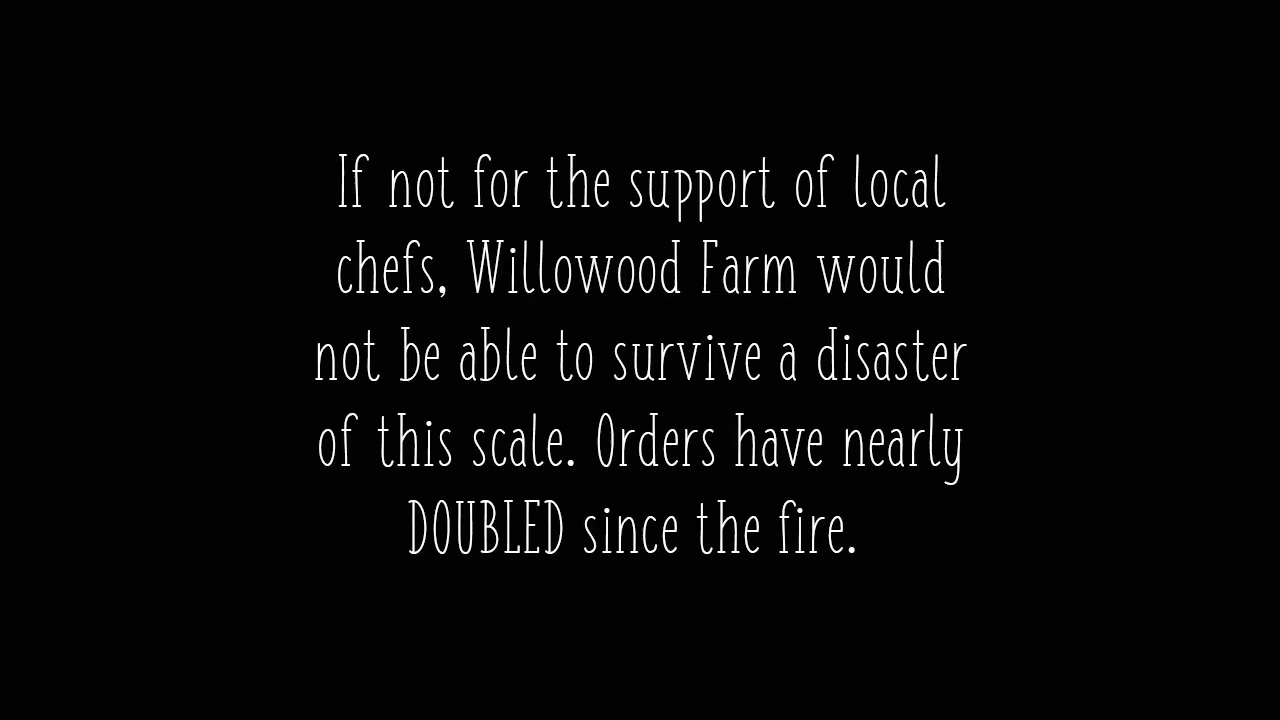 If not for the support of local
chefs, Willowood Farm would
not be able to survive a disaster
of this scale. Orders have nearly
DOUBLED since the fire.